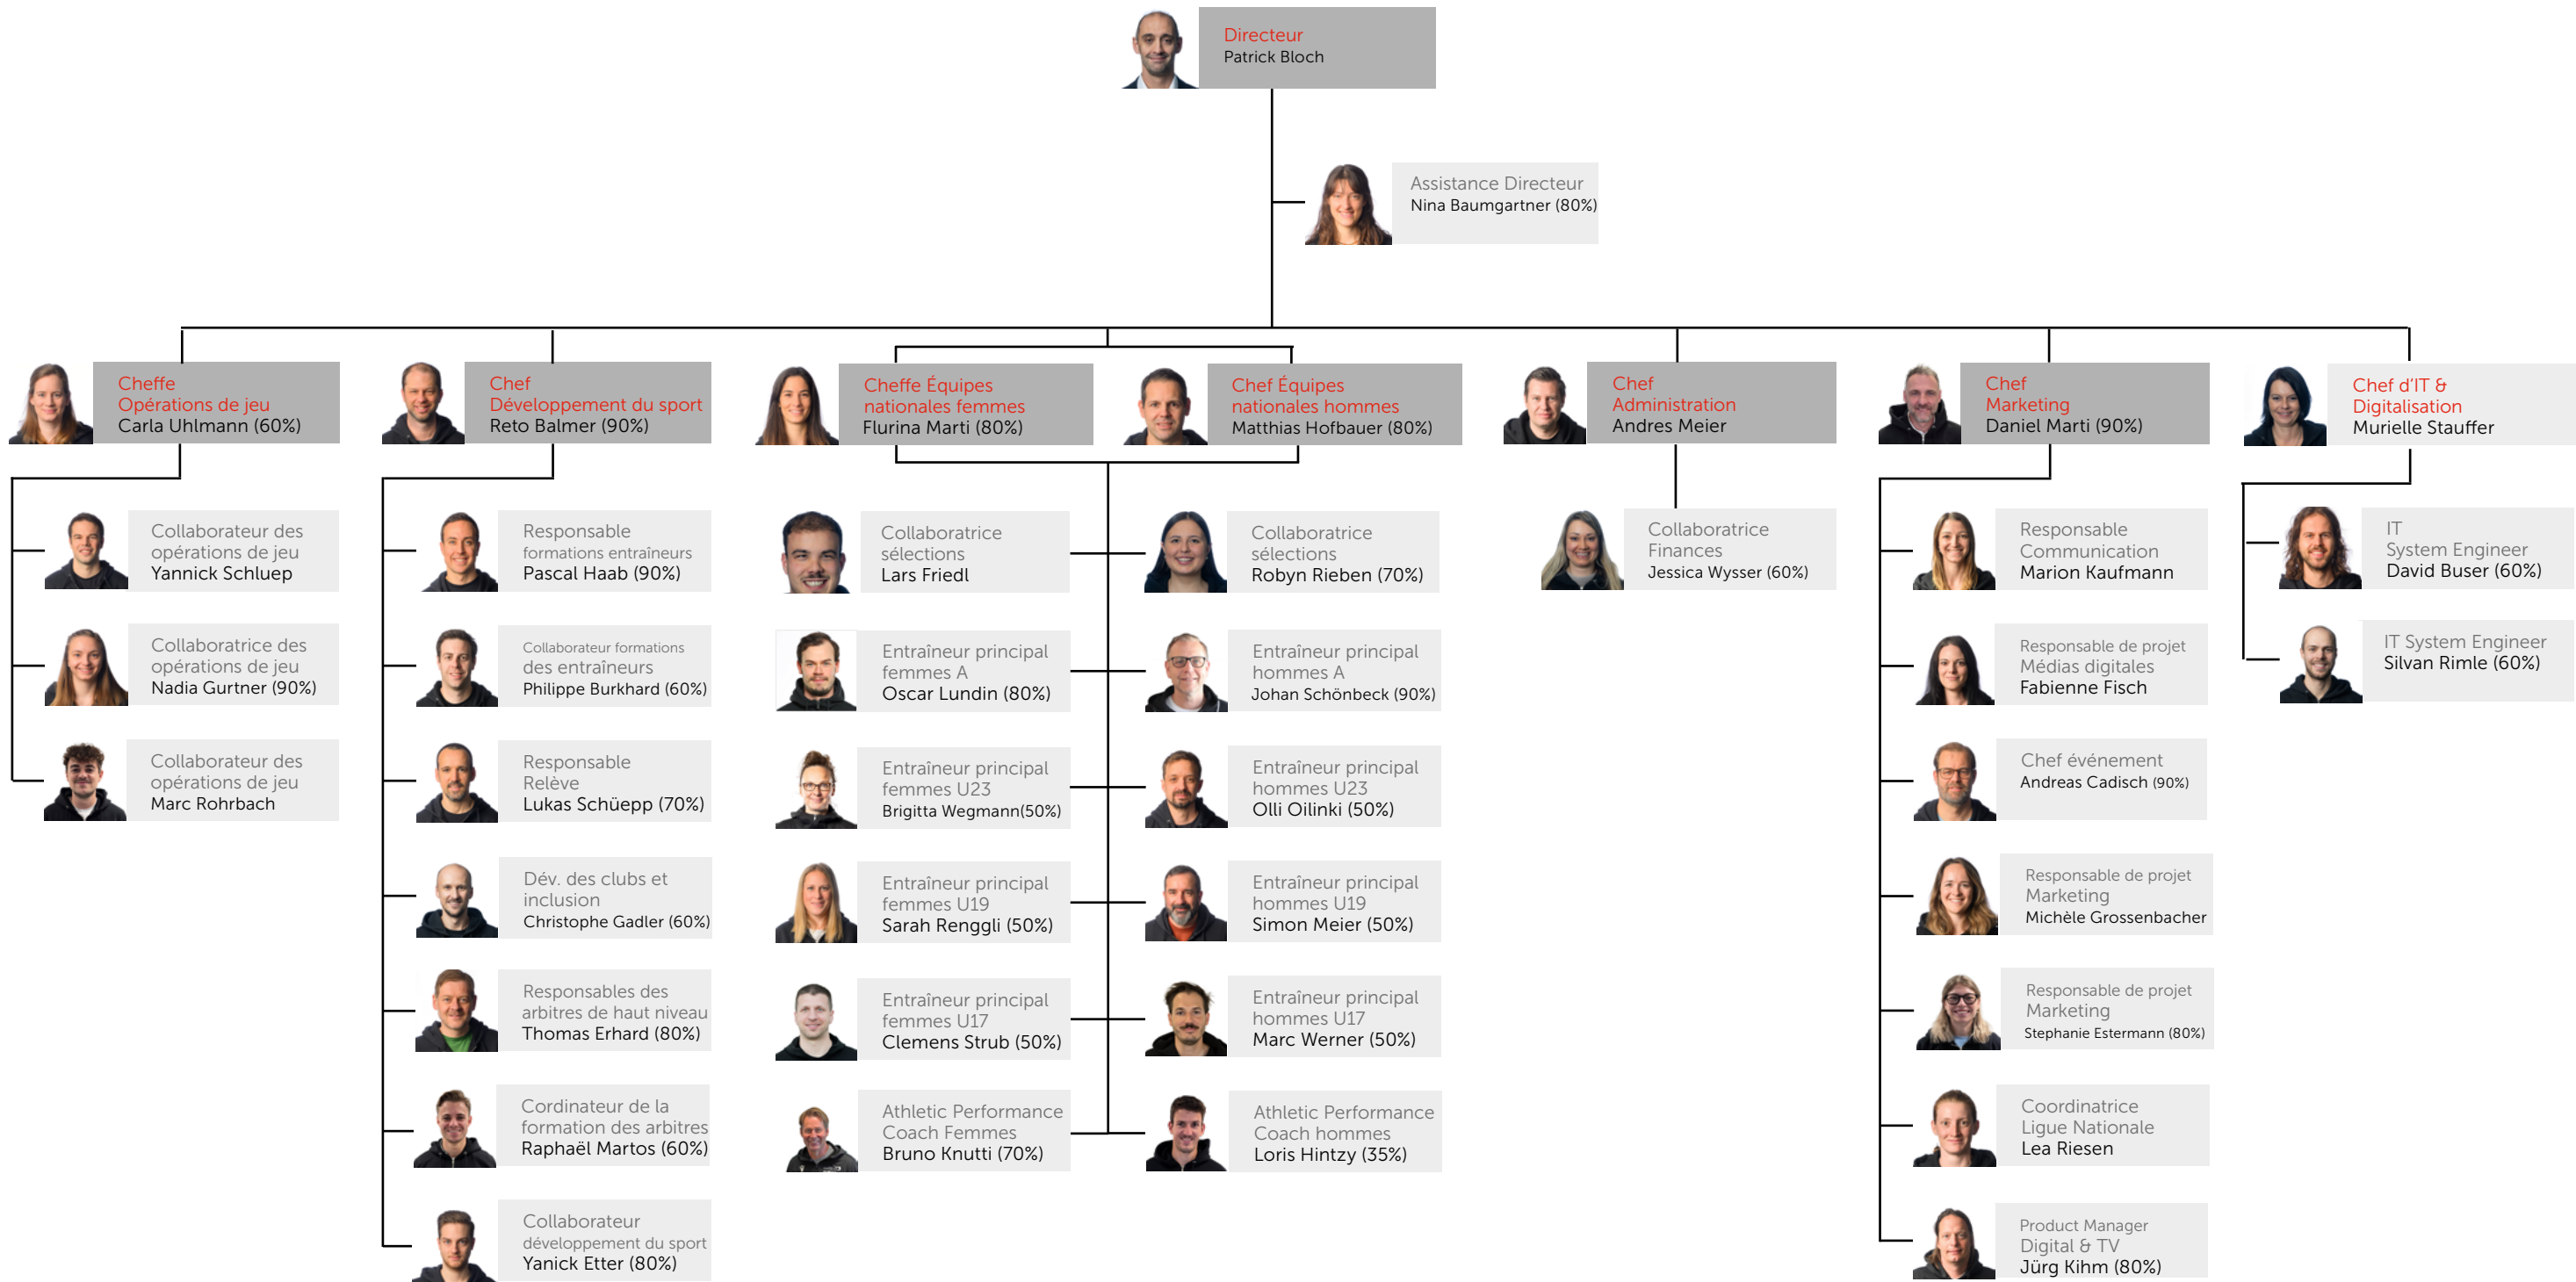 Directeur
Patrick Bloch
Assistance Directeur
Nina Baumgartner (80%)
Cheffe
Opérations de jeu
Carla Uhlmann (60%)
Chef
Développement du sport
Reto Balmer (90%)
Cheffe Équipes
nationales femmes
Flurina Marti (80%)
Chef Équipes
nationales hommes
Matthias Hofbauer (80%)
Chef
Administration
Andres Meier
Chef
Marketing
Daniel Marti (90%)
Chef d'IT &
Digitalisation
Murielle Stauffer
Collaborateur des
opérations de jeu
Yannick Schluep
Collaboratrice des
opérations de jeu
Nadia Gurtner (90%)
Collaborateur des
opérations de jeu
Marc Rohrbach
Responsable
formations entraîneurs
Pascal Haab (90%)
Collaborateur formations
des entraîneurs
Philippe Burkhard (60%)
Responsable
Relève
Lukas Schüepp (70%)
Dév. des clubs et
inclusion
Christophe Gadler (60%)
Responsables des
arbitres de haut niveau
Thomas Erhard (80%)
Cordinateur de la
formation des arbitres
Raphaël Martos (60%)
Collaborateur
développement du sport
Yanick Etter (80%)
Collaboratrice
sélections
Lars Friedl
Entraîneur principal
femmes A
Oscar Lundin (80%)
Entraîneur principal
femmes U23
Brigitta Wegmann(50%)
Entraîneur principal
femmes U19
Sarah Renggli (50%)
Entraîneur principal
femmes U17
Clemens Strub (50%)
Athletic Performance
Coach Femmes
Bruno Knutti (70%)
Collaboratrice
sélections
Robyn Rieben (70%)
Entraîneur principal
hommes A
Johan Schönbeck (90%)
Entraîneur principal
hommes U23
Olli Oilinki (50%)
Entraîneur principal
hommes U19
Simon Meier (50%)
Entraîneur principal
hommes U17
Marc Werner (50%)
Athletic Performance
Coach hommes
Loris Hintzy (35%)
Collaboratrice
Finances
Jessica Wysser (60%)
Responsable
Communication
Marion Kaufmann
Responsable de projet
Médias digitales
Fabienne Fisch
Chef événement
Andreas Cadisch (90%)
Responsable de projet
Marketing
Michèle Grossenbacher
Responsable de projet
Marketing
Stephanie Estermann (80%)
Coordinatrice
Ligue Nationale
Lea Riesen
Product Manager
Digital & TV
Jürg Kihm (80%)
IT
System Engineer
David Buser (60%)
IT System Engineer
Silvan Rimle (60%)